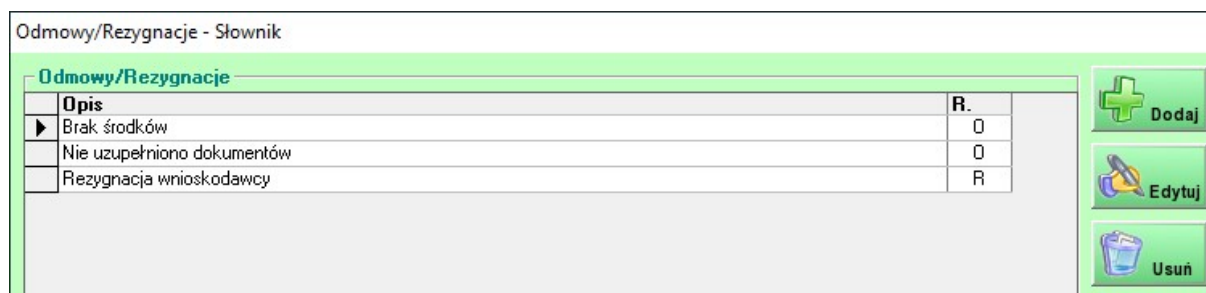 Odmowy/Rezygnacje - Słownik
Odmowy/Rezygnacje
Opis R.
Brak środków O
Nie uzupełniono dokumentów O
Rezygnacja wnioskodawcy R
Dodaj
Edytuj
Usuń